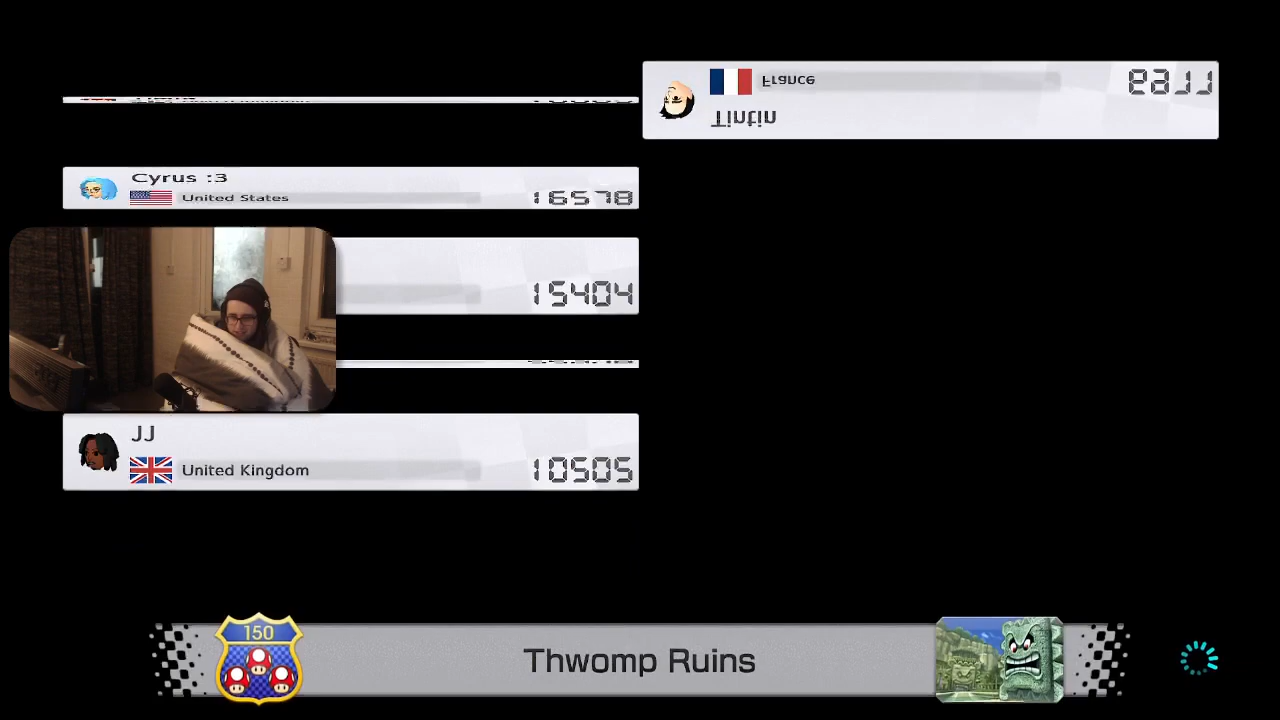 Cyrus :3
United States
16578
15404
JJ
United Kingdom
10505
Tintin
France
150
Thwomp Ruins